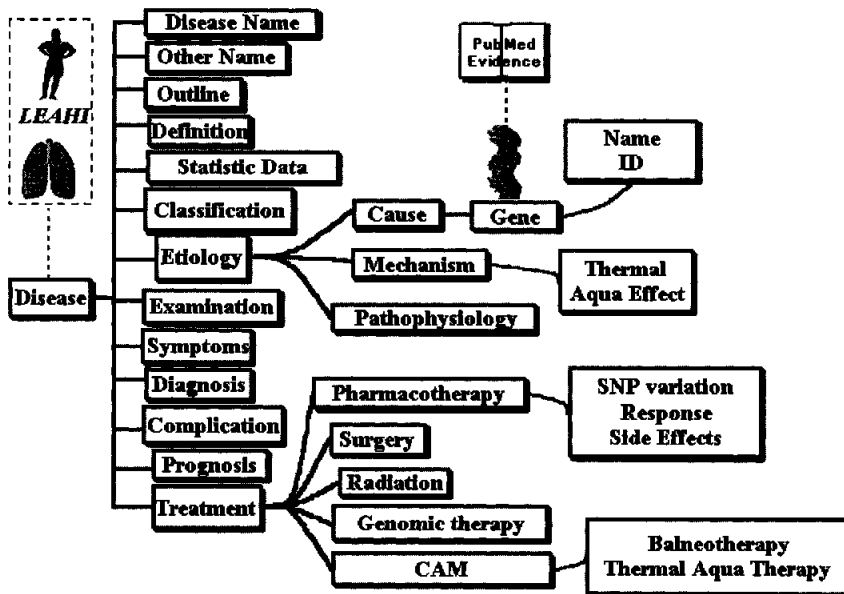 Disease Name
Other Name
Outline
Definition
Statistic Data
Classification
Etiology
Examination
Symptoms
Diagnosis
Complication
Prognosis
Treatment
LEAHI
Disease
PubMed
Evidence
Name
ID
Cause
Gene
Mechanism
Thermal
Aqua Effect
Pathophysiology
Pharmacotherapy
SNP variation
Response
Side Effects
Surgery
Radiation
Genomic therapy
CAM
Balneotherapy
Thermal Aqua Therapy